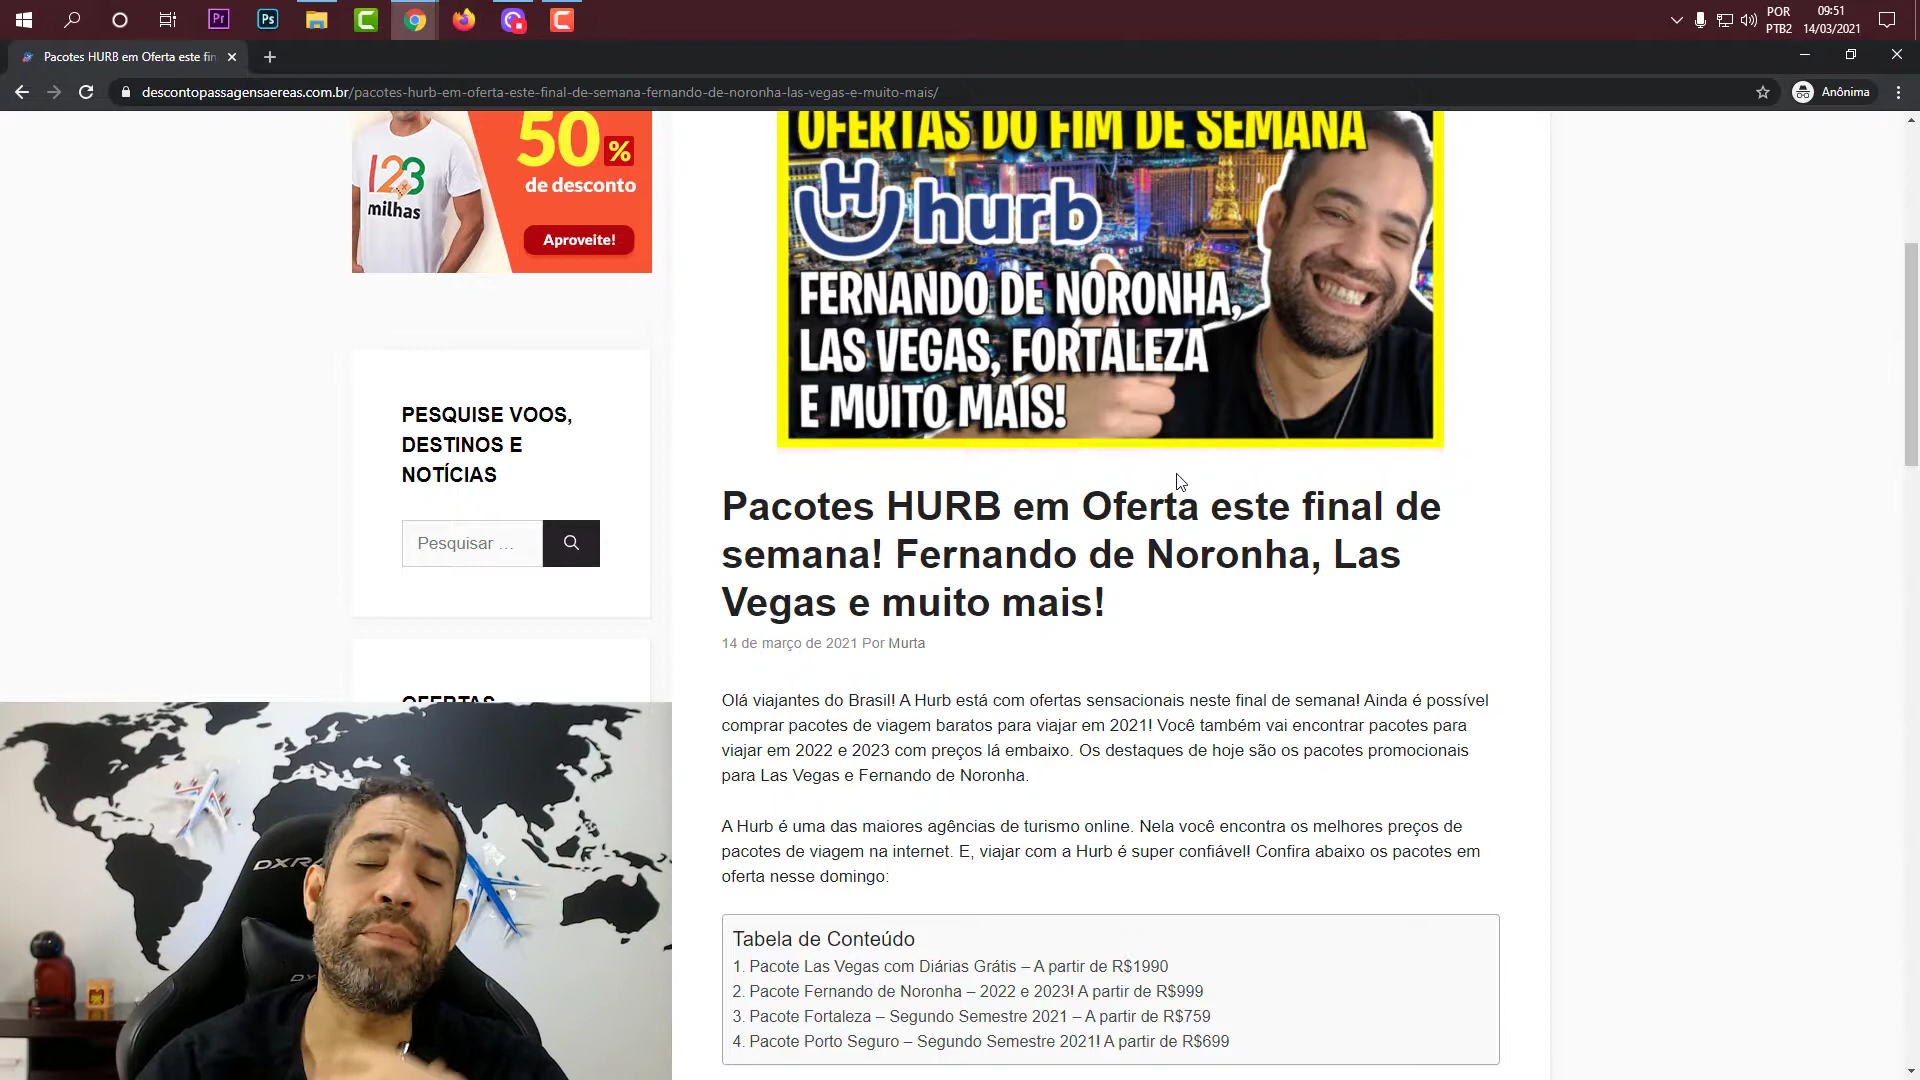 POR
PTB2
09:51
14/03/2021
Pacotes HURB em Oferta este fin
descontopassagensaereas.com.br/pacotes-hurb-em-oferta-este-final-de-semana-fernando-de-noronha-las-vegas-e-muito-mais/
Anônima
50%
de desconto
Aproveite!
123
milhas
OFERTAS DO FIM DE SEMANA
hurb
FERNANDO DE NORONHA,
LAS VEGAS, FORTALEZA
E MUITO MAIS!
PESQUISE VOOS,
DESTINOS E
NOTÍCIAS
Pesquisar …
OFERTAS
Pacotes HURB em Oferta este final de
semana! Fernando de Noronha, Las
Vegas e muito mais!
14 de março de 2021 Por Murta
Olá viajantes do Brasil! A Hurb está com ofertas sensacionais neste final de semana! Ainda é possível
comprar pacotes de viagem baratos para viajar em 2021! Você também vai encontrar pacotes para
viajar em 2022 e 2023 com preços lá embaixo. Os destaques de hoje são os pacotes promocionais
para Las Vegas e Fernando de Noronha.
A Hurb é uma das maiores agências de turismo online. Nela você encontra os melhores preços de
pacotes de viagem na internet. E, viajar com a Hurb é super confiável! Confira abaixo os pacotes em
oferta nesse domingo:
Tabela de Conteúdo
1. Pacote Las Vegas com Diárias Grátis – A partir de R$1990
2. Pacote Fernando de Noronha – 2022 e 2023! A partir de R$999
3. Pacote Fortaleza – Segundo Semestre 2021 – A partir de R$759
4. Pacote Porto Seguro – Segundo Semestre 2021! A partir de R$699